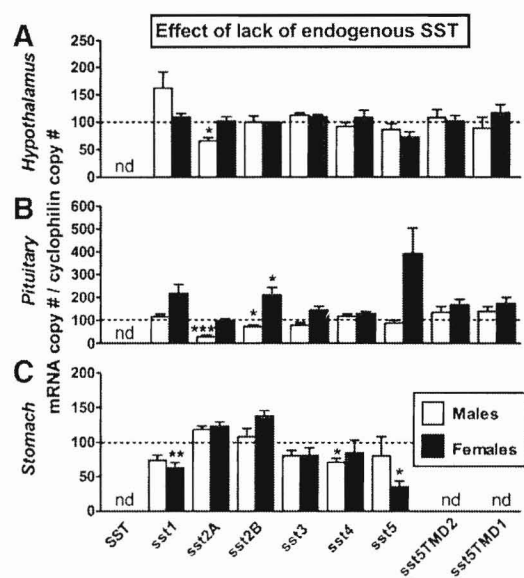 Effect of lack of endogenous SST
A
Hypothalamus
250
200
150
100
50
0
nd
*
B
Pituitary
mRNA copy # / cyclophilin copy #
600
500
400
300
200
100
0
nd
***
*
*
C
Stomach
200
150
100
50
0
nd
**
*
*
nd
nd
Males
Females
SST
sst1
sst2A
sst2B
sst3
sst4
sst5
sst5TMD2
sst5TMD1